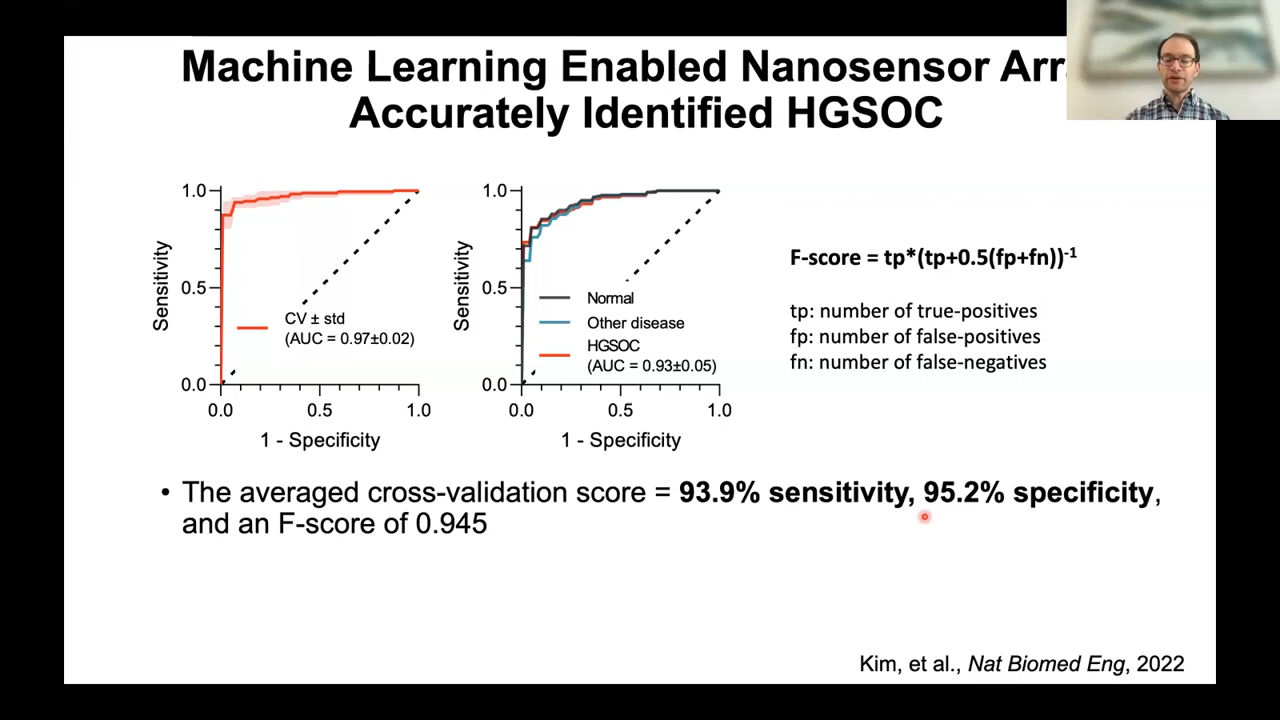 Machine Learning Enabled Nanosensor
Accurately Identified HGSOC
1.0
0.5
0.0
Sensitivity
CV ± std
(AUC = 0.97±0.02)
0.0 0.5 1.0
1 - Specificity
1.0
0.5
0.0
Sensitivity
Normal
Other disease
HGSOC
(AUC = 0.93±0.05)
0.0 0.5 1.0
1 - Specificity
F-score = tp*(tp+0.5(fp+fn))-1
tp: number of true-positives
fp: number of false-positives
fn: number of false-negatives
• The averaged cross-validation score = 93.9% sensitivity, 95.2% specificity,
and an F-score of 0.945
Kim, et al., Nat Biomed Eng, 2022